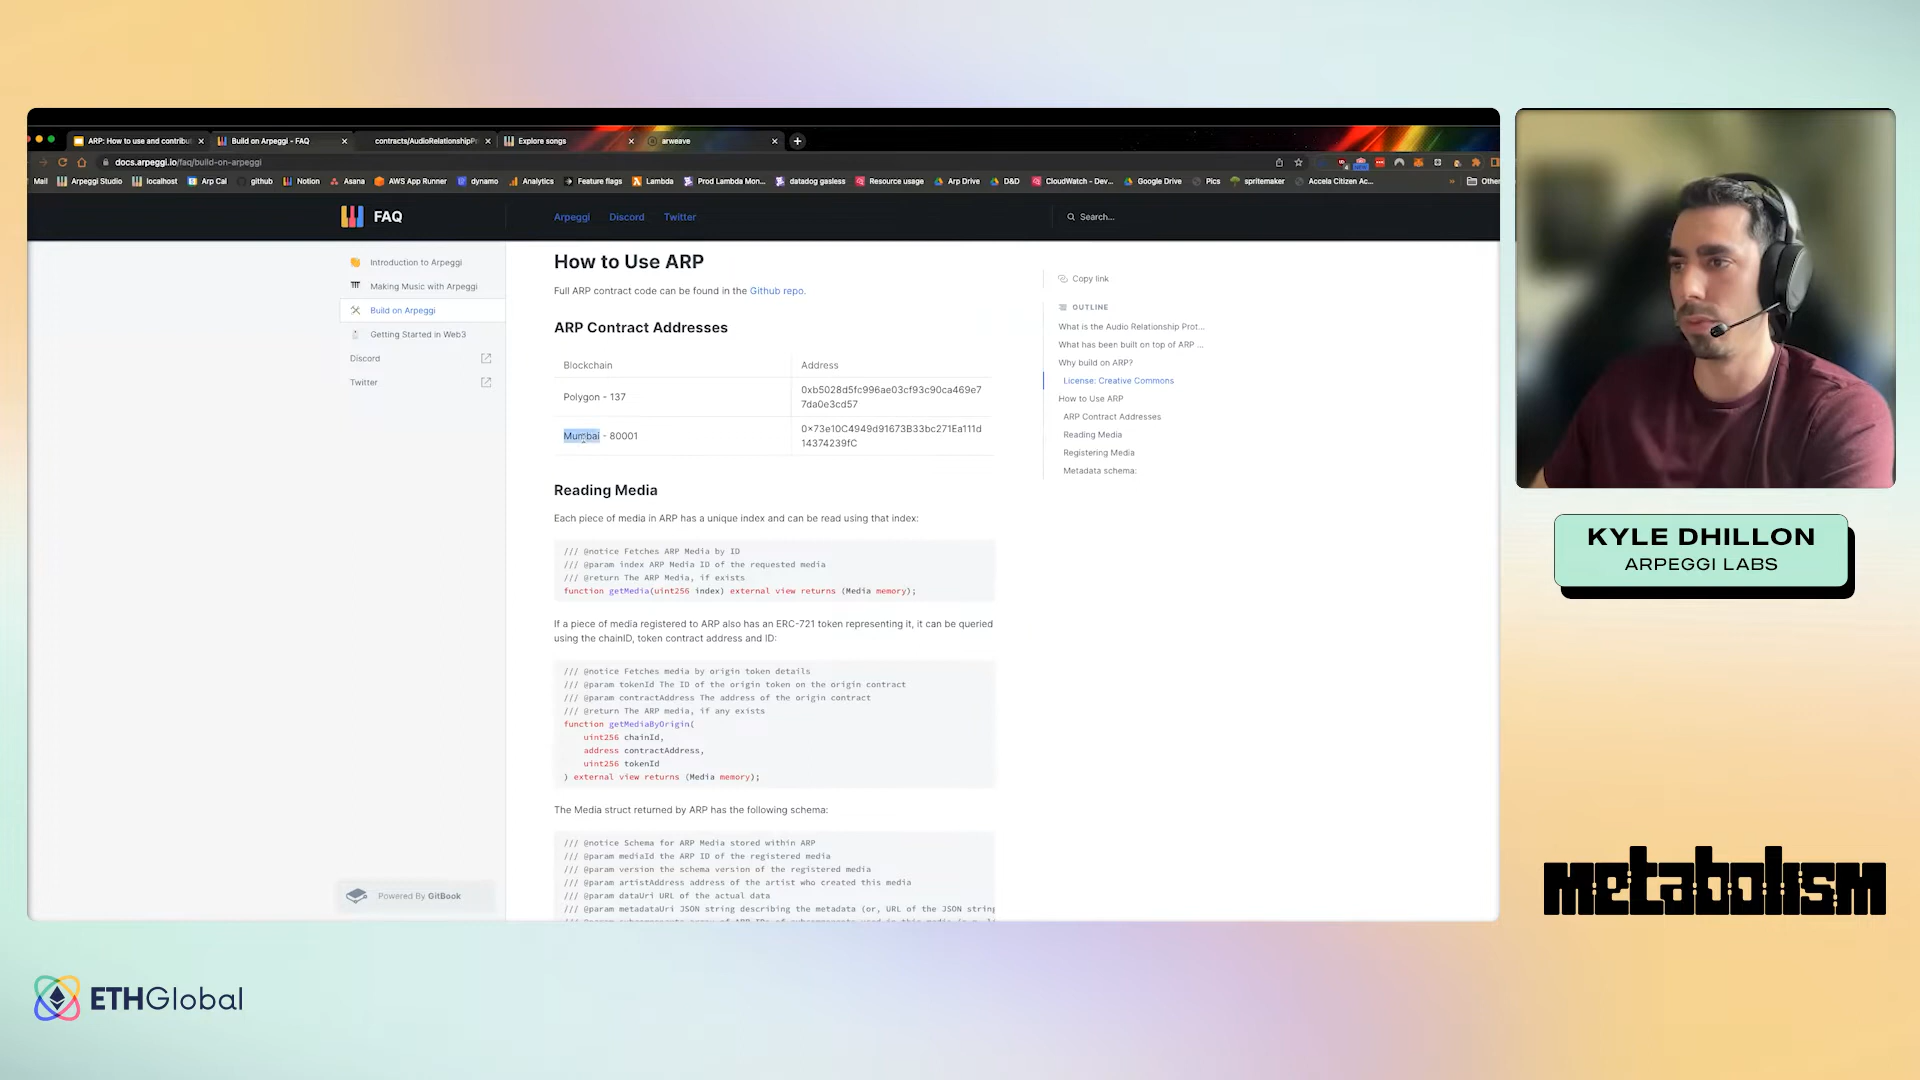 ARP: How to use and contribut
Build on Arpeggi - FAQ
contracts/AudioRelationshipPr
Explore songs
arweave
docs.arpeggi.io/faq/build-on-arpeggi
Mail
Arpeggi Studio
localhost
Arp Cal
github
Notion
Asana
AWS App Runner
dynamo
Analytics
Feature flags
Lambda
Prod Lambda Mon...
datadog gasless
Resource usage
Arp Drive
D&D
CloudWatch - Dev...
Google Drive
Pics
spritemaker
Accela Citizen Ac...
»
Other
FAQ
Arpeggi
Discord
Twitter
Search...
Introduction to Arpeggi
Making Music with Arpeggi
Build on Arpeggi
Getting Started in Web3
Discord
Twitter
Powered By GitBook
How to Use ARP
Full ARP contract code can be found in the Github repo.
ARP Contract Addresses
Blockchain Address
Polygon - 137 0xb5028d5fc996ae03cf93c90ca469e7
7da0e3cd57
Mumbai - 80001 0x73e10C4949d91673B33bc271Ea111d
14374239fC
Reading Media
Each piece of media in ARP has a unique index and can be read using that index:
/// @notice Fetches ARP Media by ID
/// @param index ARP Media ID of the requested media
/// @return The ARP Media, if exists
function getMedia(uint256 index) external view returns (Media memory);
If a piece of media registered to ARP also has an ERC-721 token representing it, it can be queried
using the chainID, token contract address and ID:
/// @notice Fetches media by origin token details
/// @param tokenId The ID of the origin token on the origin contract
/// @param contractAddress The address of the origin contract
/// @return The ARP media, if any exists
function getMediaByOrigin(
uint256 chainId,
address contractAddress,
uint256 tokenId
) external view returns (Media memory);
The Media struct returned by ARP has the following schema:
/// @notice Schema for ARP Media stored within ARP
/// @param mediaId the ARP ID of the registered media
/// @param version the schema version of the registered media
/// @param artistAddress address of the artist who created this media
/// @param dataUri URL of the actual data
/// @param metadataUri JSON string describing the metadata (or, URL of the JSON string
Copy link
OUTLINE
What is the Audio Relationship Prot...
What has been built on top of ARP ...
Why build on ARP?
License: Creative Commons
How to Use ARP
ARP Contract Addresses
Reading Media
Registering Media
Metadata schema:
KYLE DHILLON
ARPEGGI LABS
metabolism
ETHGlobal